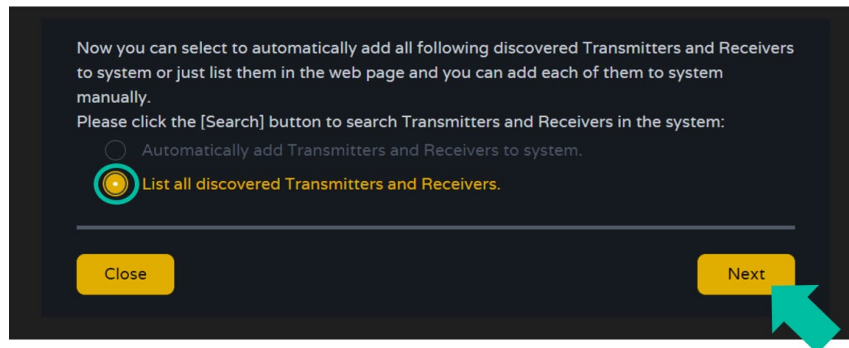 Now you can select to automatically add all following discovered Transmitters and Receivers
to system or just list them in the web page and you can add each of them to system
manually.
Please click the [Search] button to search Transmitters and Receivers in the system:
Automatically add Transmitters and Receivers to system.
List all discovered Transmitters and Receivers.
Close
Next